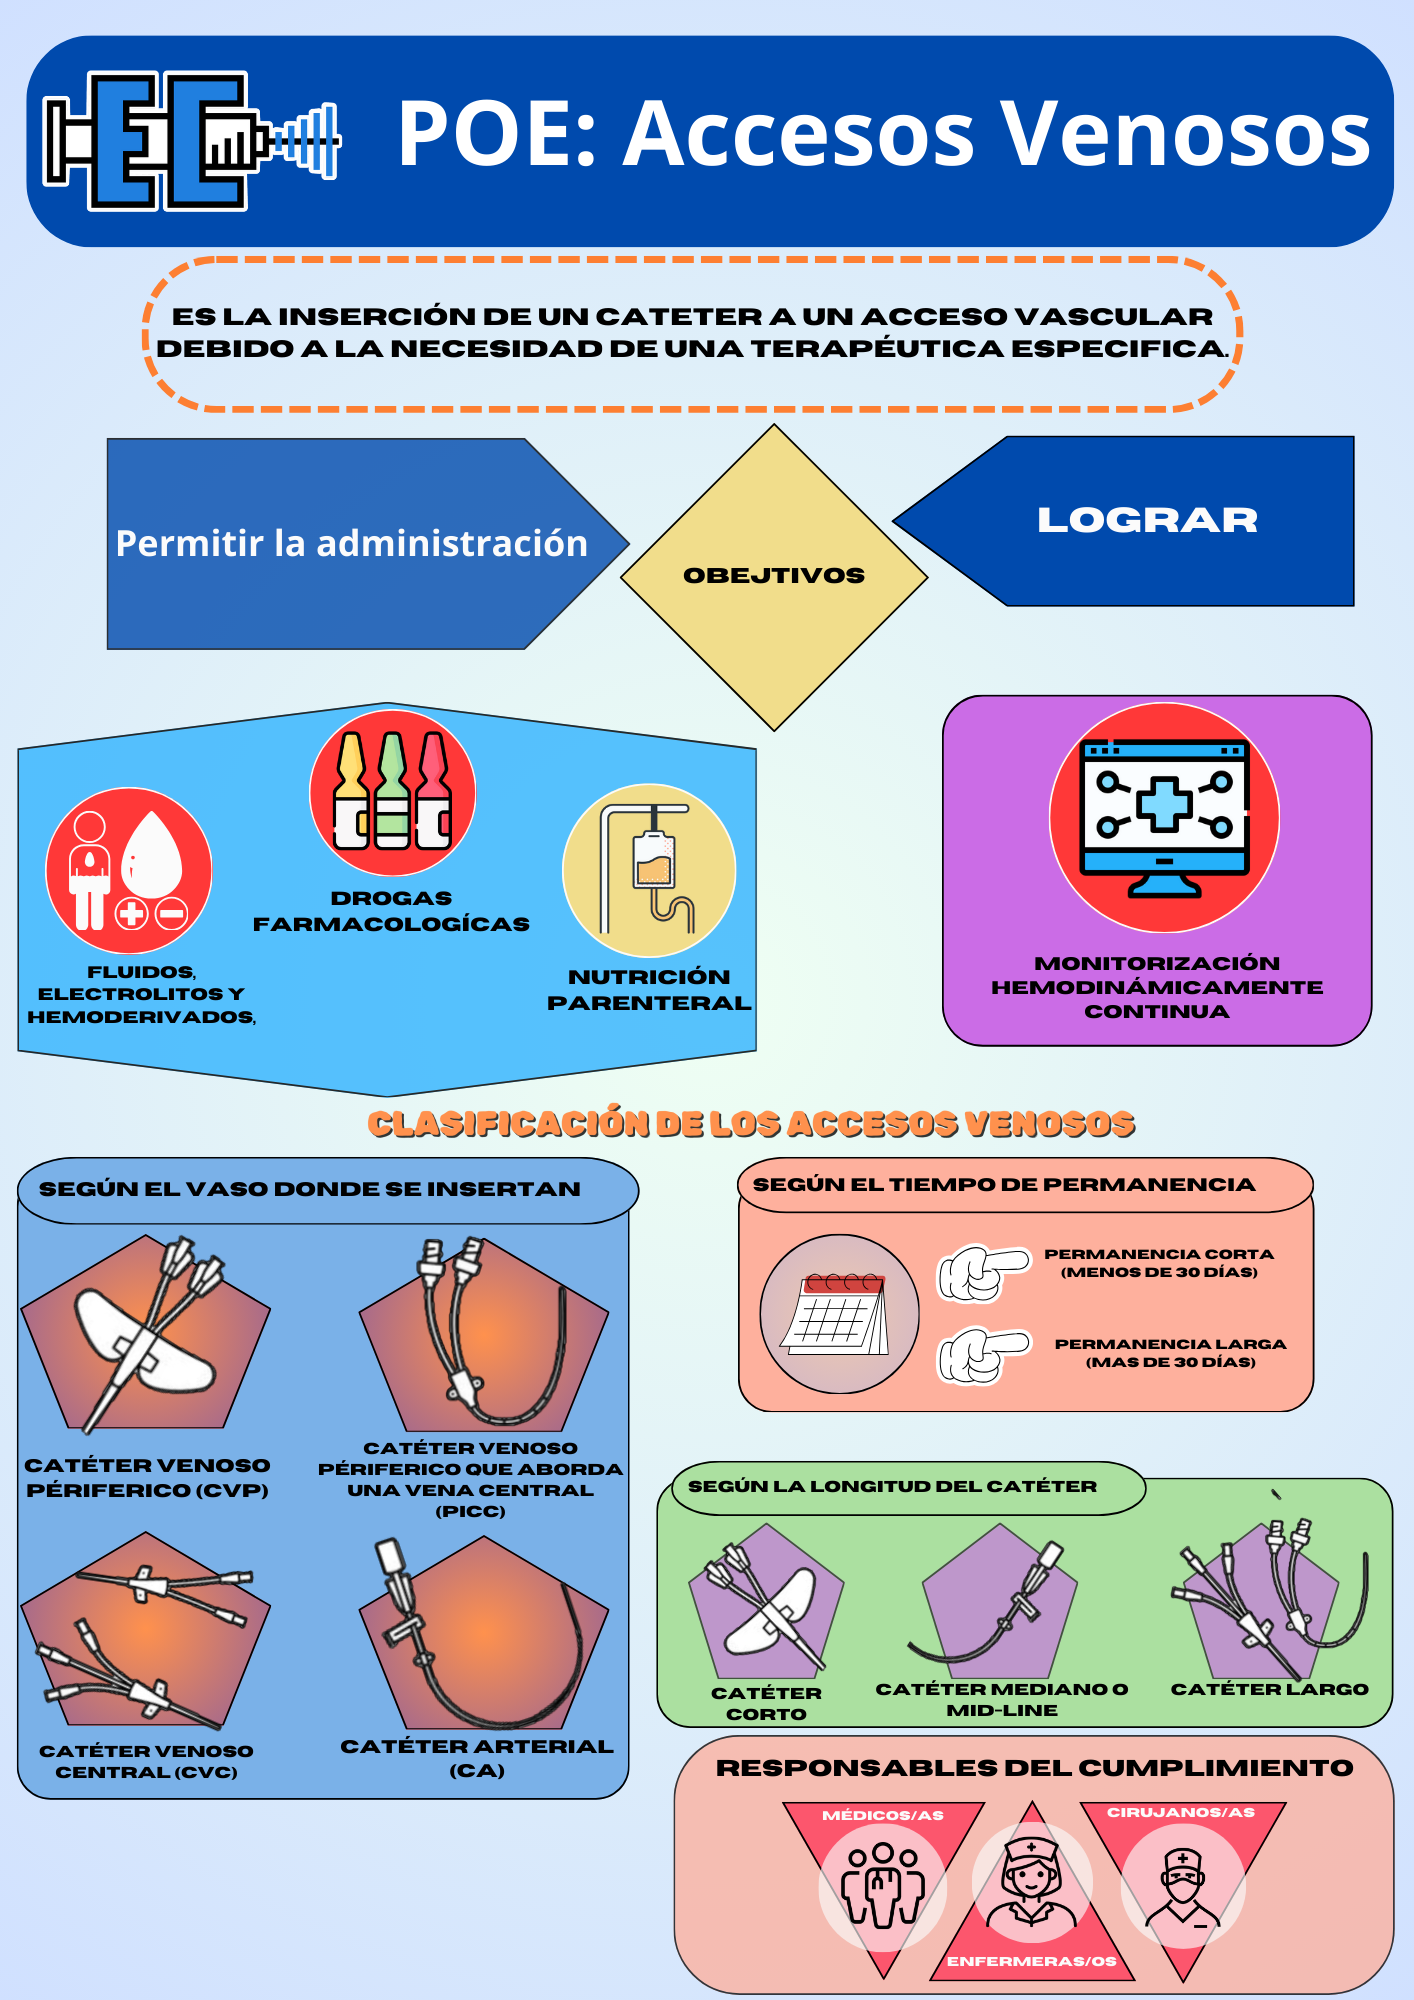 EC
POE: Accesos Venosos
ES LA INSERCIÓN DE UN CATETER A UN ACCESO VASCULAR
DEBIDO A LA NECESIDAD DE UNA TERAPÉUTICA ESPECIFICA.
Permitir la administración
OBEJTIVOS
LOGRAR
DROGAS
FARMACOLOGÍCAS
FLUIDOS,
ELECTROLITOS Y
HEMODERIVADOS,
NUTRICIÓN
PARENTERAL
MONITORIZACIÓN
HEMODINÁMICAMENTE
CONTINUA
CLASIFICACIÓN DE LOS ACCESOS VENOSOS
SEGÚN EL VASO DONDE SE INSERTAN
CATÉTER VENOSO
PÉRIFERICO (CVP)
CATÉTER VENOSO
PÉRIFERICO QUE ABORDA
UNA VENA CENTRAL
(PICC)
CATÉTER VENOSO
CENTRAL (CVC)
CATÉTER ARTERIAL
(CA)
SEGÚN EL TIEMPO DE PERMANENCIA
PERMANENCIA CORTA
(MENOS DE 30 DÍAS)
PERMANENCIA LARGA
(MAS DE 30 DÍAS)
SEGÚN LA LONGITUD DEL CATÉTER
CATÉTER
CORTO
CATÉTER MEDIANO O
MID-LINE
CATÉTER LARGO
RESPONSABLES DEL CUMPLIMIENTO
MÉDICOS/AS
ENFERMERAS/OS
CIRUJANOS/AS